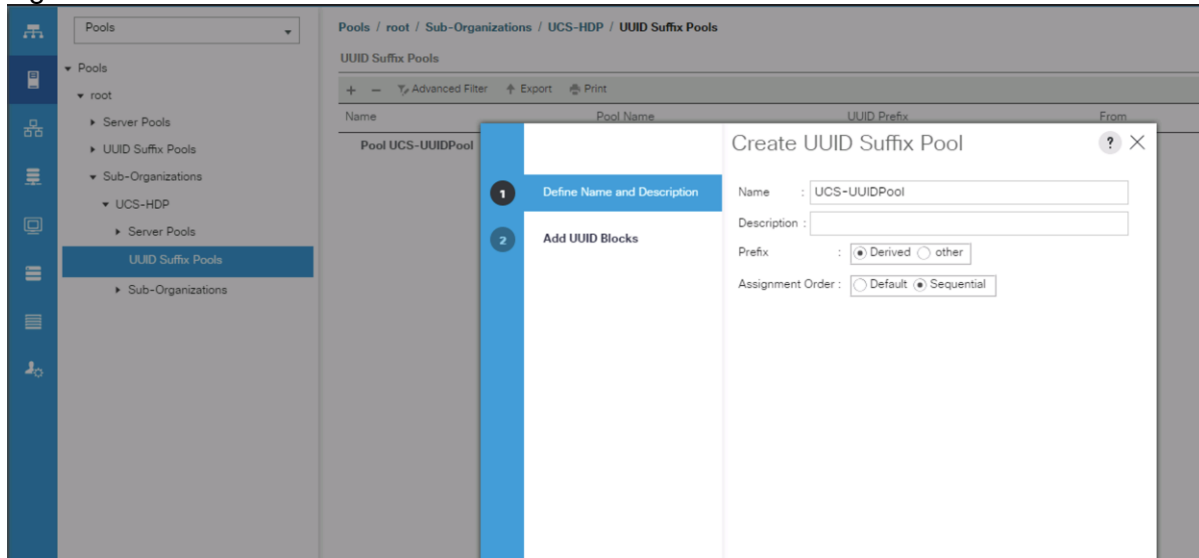 Pools
Pools
root
Server Pools
UUID Suffix Pools
Sub-Organizations
UCS-HDP
Server Pools
UUID Suffix Pools
Sub-Organizations
Pools / root / Sub-Organizations / UCS-HDP / UUID Suffix Pools
UUID Suffix Pools
+ − Advanced Filter Export Print
Name Pool Name UUID Prefix From
Pool UCS-UUIDPool
1 Define Name and Description
2 Add UUID Blocks
Create UUID Suffix Pool ? ×
Name : UCS-UUIDPool
Description :
Prefix : Derived other
Assignment Order : Default Sequential